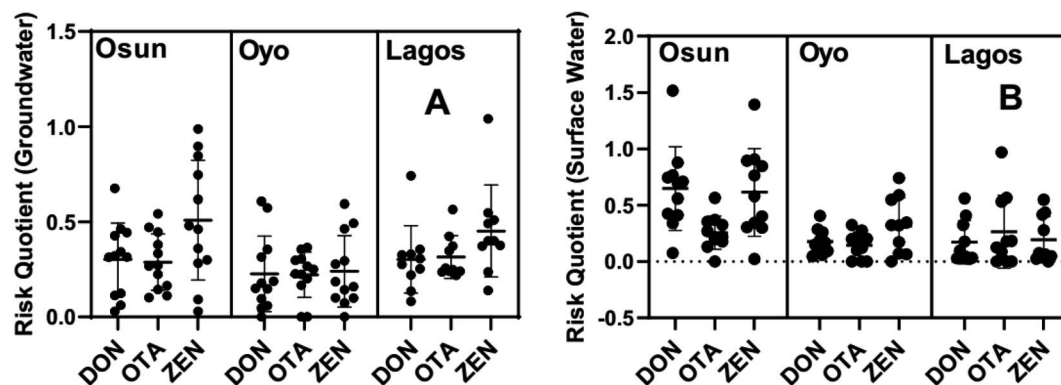 Risk Quotient (Groundwater)
1.5
1.0
0.5
0.0
Osun
Oyo
Lagos
A
DON
OTA
ZEN
DON
OTA
ZEN
DON
OTA
ZEN
Risk Quotient (Surface Water)
2.0
1.5
1.0
0.5
0.0
-0.5
Osun
Oyo
Lagos
B
DON
OTA
ZEN
DON
OTA
ZEN
DON
OTA
ZEN